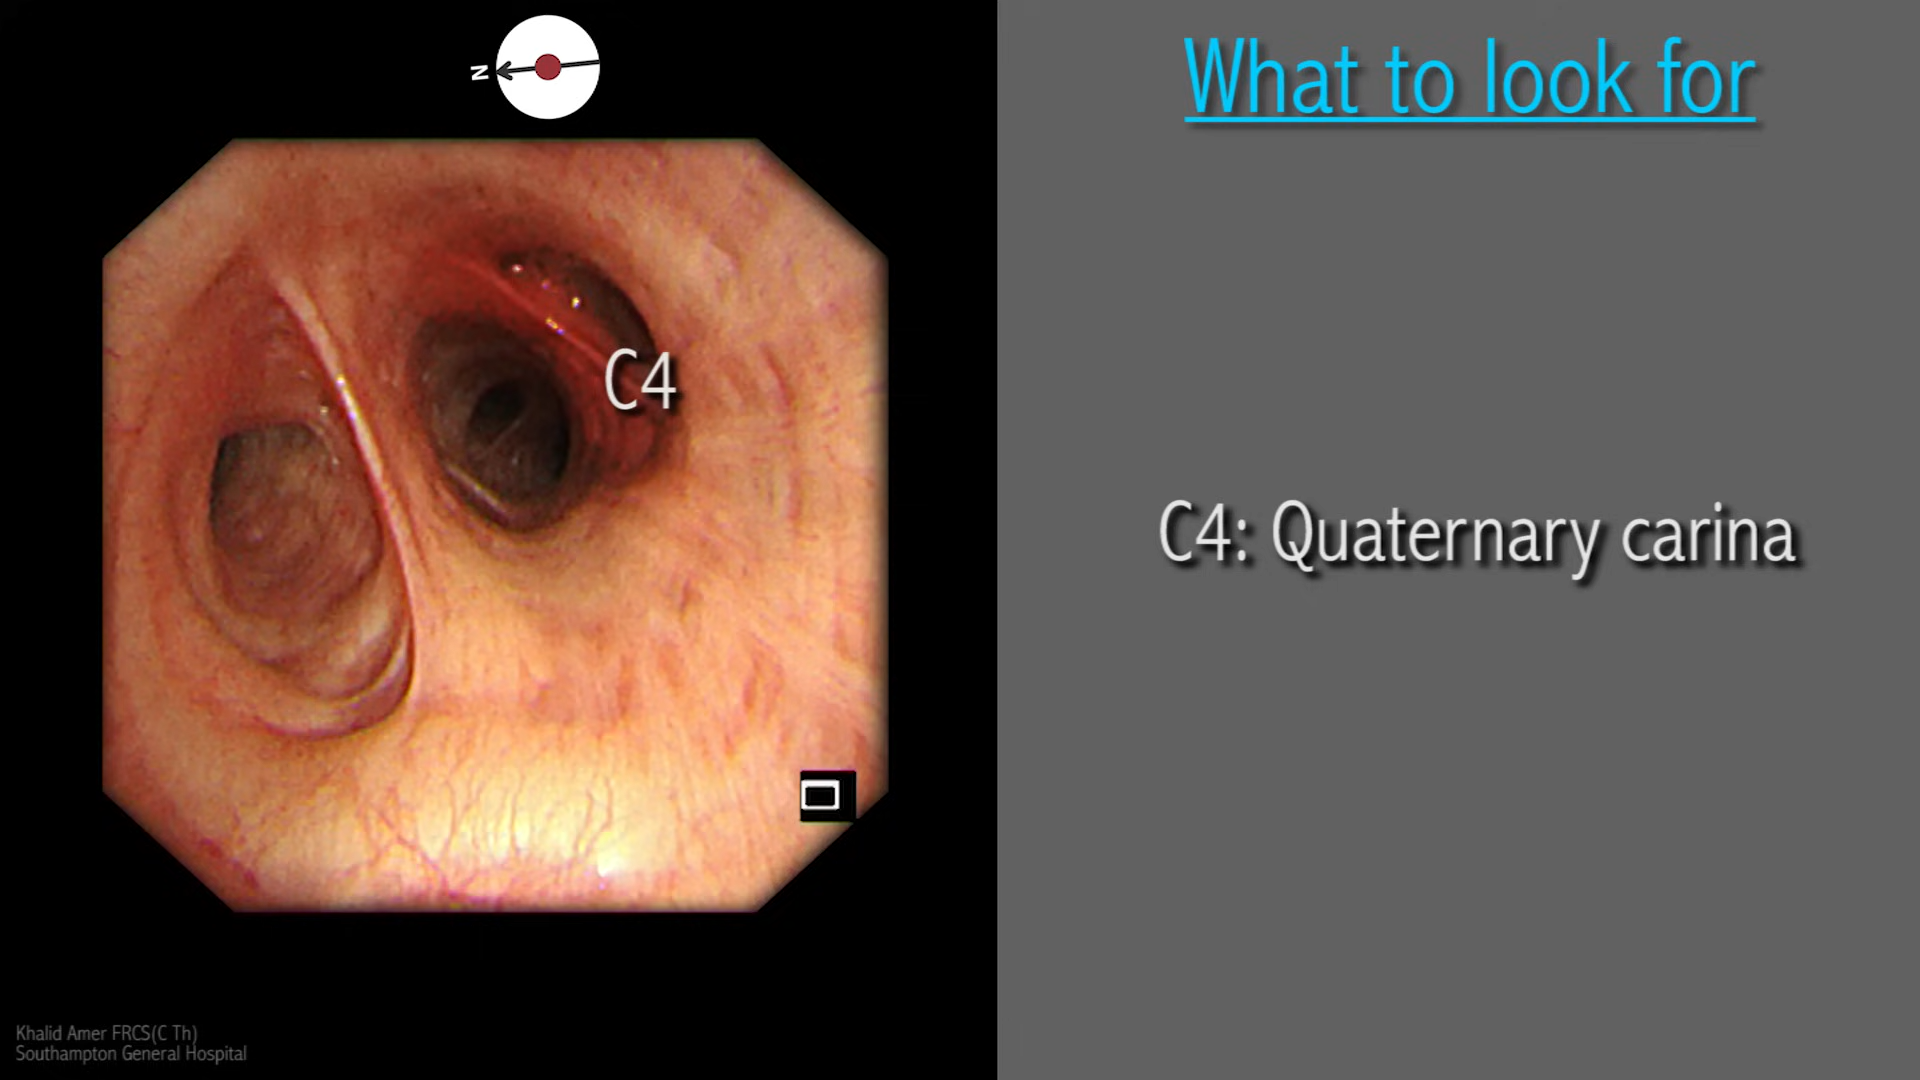 N
What to look for
C4
C4: Quaternary carina
Khalid Amer FRCS(C Th)
Southampton General Hospital